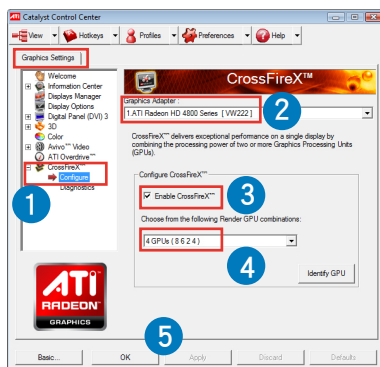 Catalyst Control Center
View Hotkeys Profiles Preferences Help
Graphics Settings
Welcome
Information Center
Displays Manager
Display Options
Digital Panel (DVI) 3
3D
Color
Avivo™ Video
ATI Overdrive™
CrossFireX™
Configure
Diagnostics
1
CrossFireX™
Graphics Adapter :
1.ATI Radeon HD 4800 Series [ VW222 ]
2
CrossFireX™ delivers exceptional performance on a single display by
combining the processing power of two or more Graphics Processing Units
(GPUs).
Configure CrossFireX™
Enable CrossFireX™
3
Choose from the following Render GPU combinations:
4 GPUs ( 8 6 2 4 )
4
Identify GPU
ATI
RADEON
GRAPHICS
5
Basic... OK Apply Discard Defaults